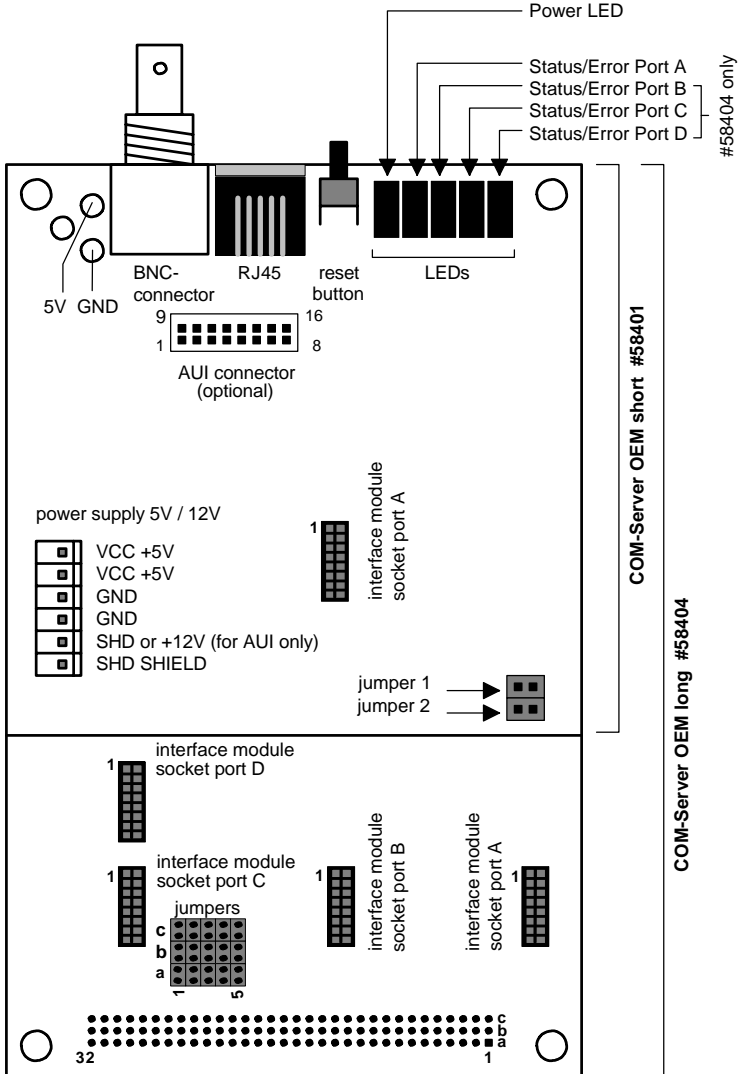 Power LED
Status/Error Port A
Status/Error Port B
Status/Error Port C
Status/Error Port D
#58404 only
5V GND
BNC-
connector
RJ45
reset
button
LEDs
9
16
1
8
AUI connector
(optional)
COM-Server OEM short #58401
COM-Server OEM long #58404
power supply 5V / 12V
VCC +5V
VCC +5V
GND
GND
SHD or +12V (for AUI only)
SHD SHIELD
1
interface module
socket port A
jumper 1
jumper 2
1
interface module
socket port D
1
interface module
socket port C
jumpers
c
b
a
1
5
1
interface module
socket port B
interface module
socket port A
1
c
b
a
32
1